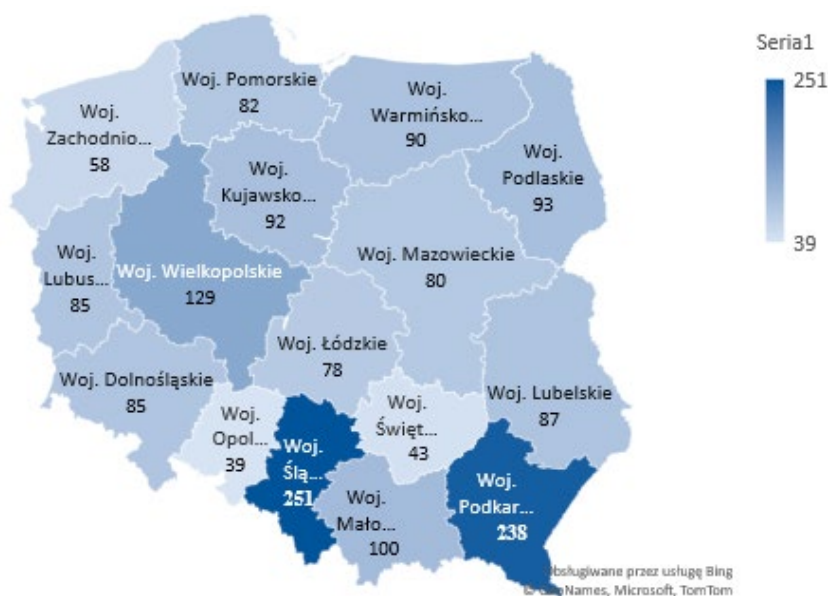 Seria1
251
39
Woj. Pomorskie
82
Woj.
Zachodnio ...
58
Woj.
Warmińsko ...
90
Woj.
Podlaskie
93
Woj.
Kujawsko ...
92
Woj.
Lubus ...
85
Woj. Wielkopolskie
129
Woj. Mazowieckie
80
Woj. Łódzkie
78
Woj. Dolnośląskie
85
Woj. Lubelskie
87
Woj.
Opol ...
39
Woj.
Ślą ...
251
Woj.
Święt ...
43
Woj.
Mało ...
100
Woj.
Podkar ...
238
Obsługiwane przez usługę Bing
© GeoNames, Microsoft, TomTom